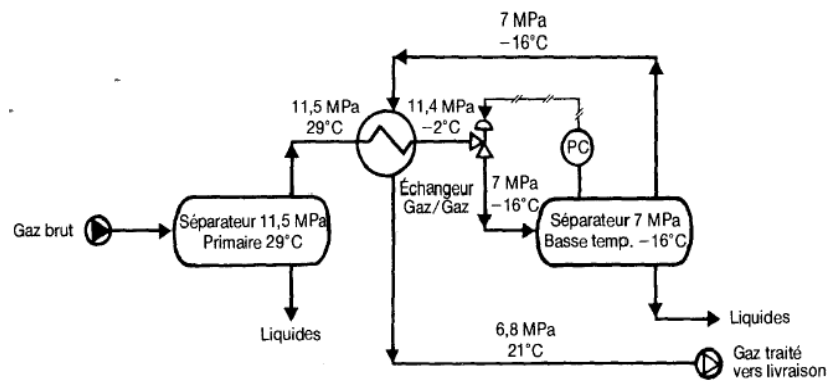 7 MPa
−16°C
11,5 MPa
29°C
11,4 MPa
−2°C
PC
Échangeur
Gaz/Gaz
7 MPa
−16°C
Gaz brut
Séparateur 11,5 MPa
Primaire 29°C
Séparateur 7 MPa
Basse temp. −16°C
Liquides
Liquides
6,8 MPa
21°C
Gaz traité
vers livraison